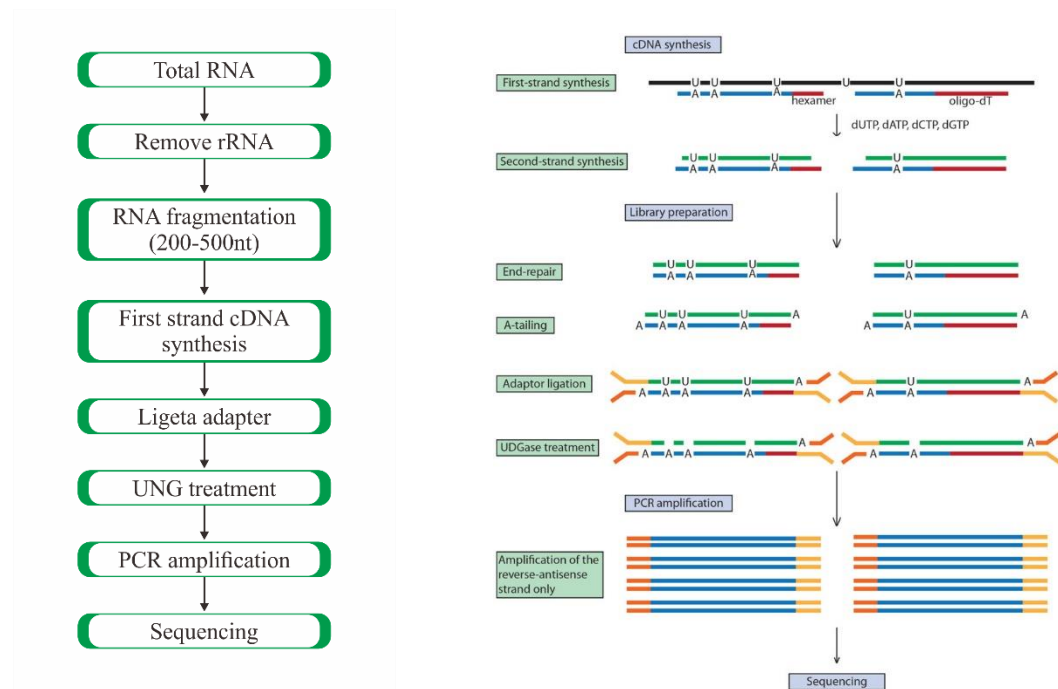 Total RNA
Remove rRNA
RNA fragmentation
(200-500nt)
First strand cDNA
synthesis
Ligeta adapter
UNG treatment
PCR amplification
Sequencing
cDNA synthesis
First-strand synthesis
U U U U U
A A A A
hexamer
oligo-dT
dUTP, dATP, dCTP, dGTP
Second-strand synthesis
U U U U
A A A A
Library preparation
End-repair
U U U U
A A A A
A-tailing
U U U A U A
A A A A A A A
Adaptor ligation
U U U A U A
A A A A A A
UDGase treatment
A A
A A A A A A
PCR amplification
Amplification of the
reverse-antisense
strand only
Sequencing